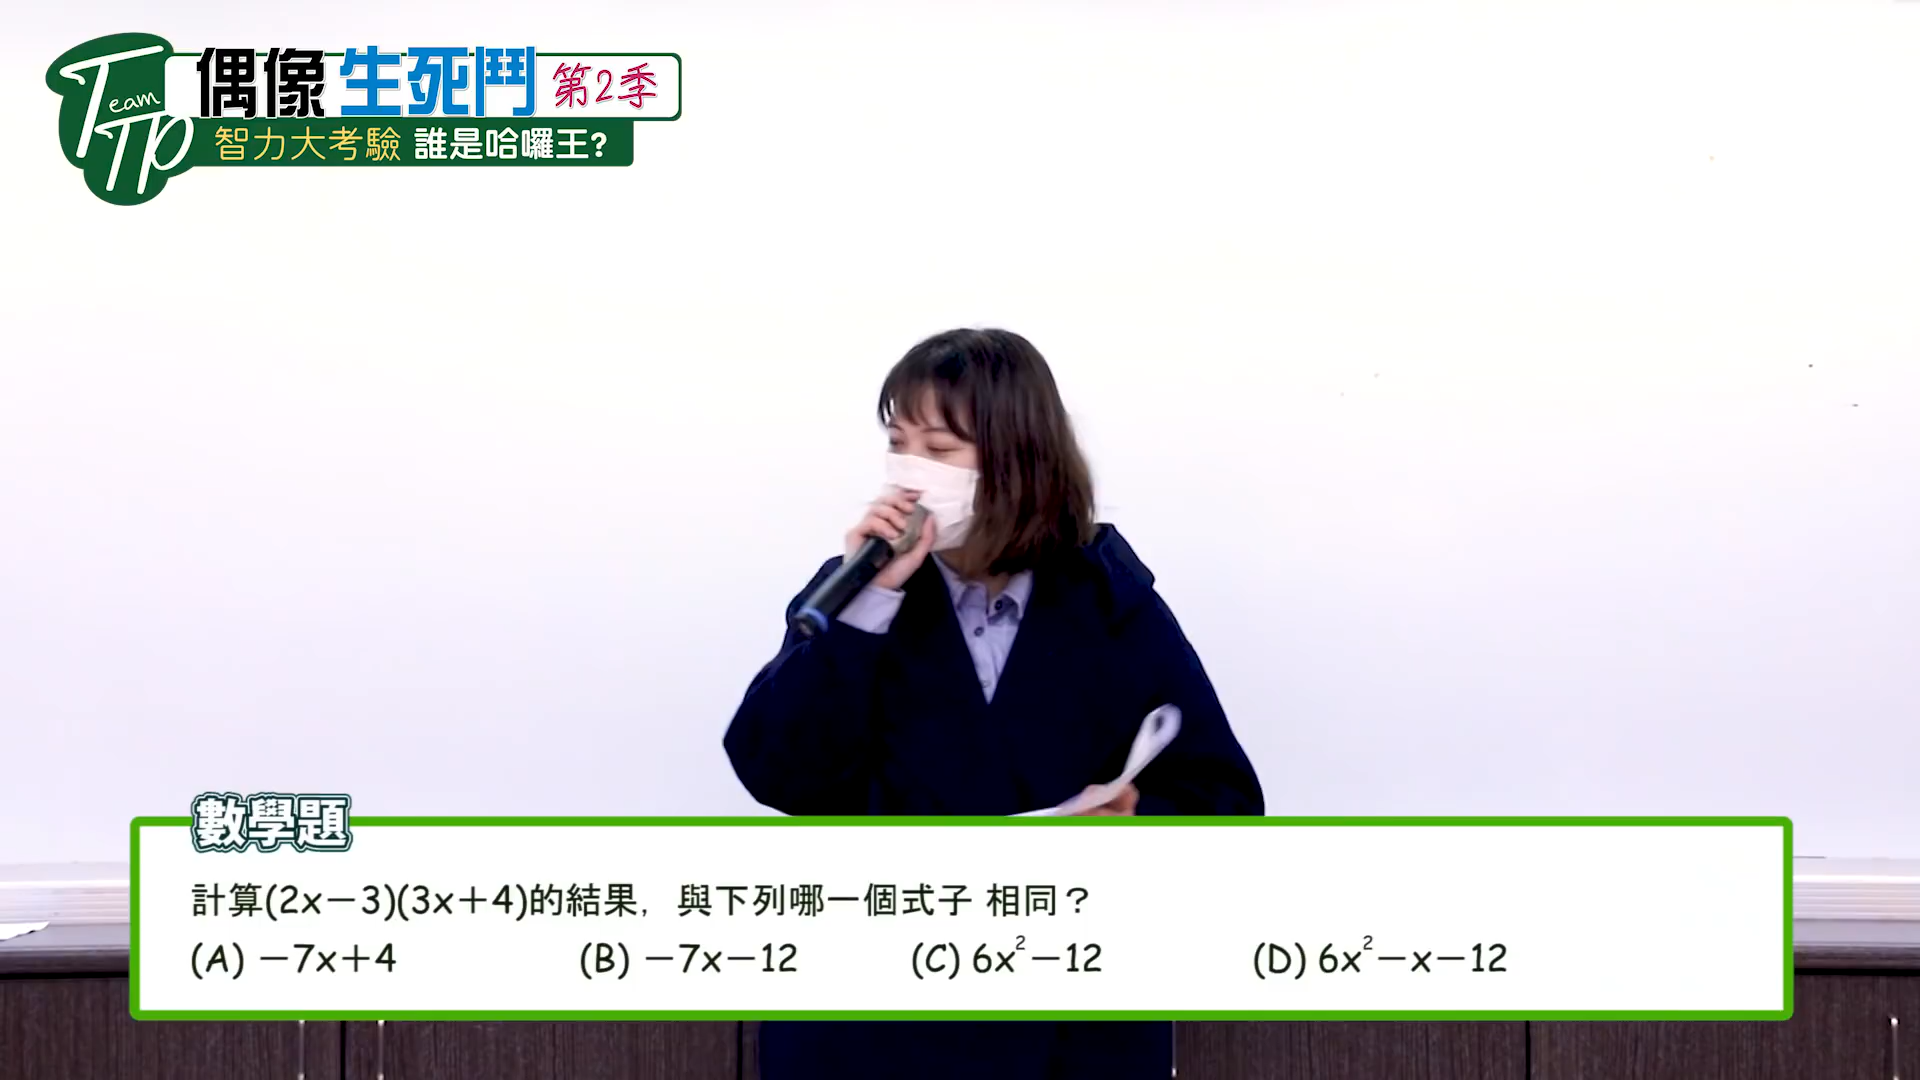 Team TTP
偶像生死鬥 第2季
智力大考驗 誰是哈囉王?
數學題
計算(2x－3)(3x＋4)的結果，與下列哪一個式子 相同？
(A) －7x＋4 (B) －7x－12 (C) 6x²－12 (D) 6x²－x－12